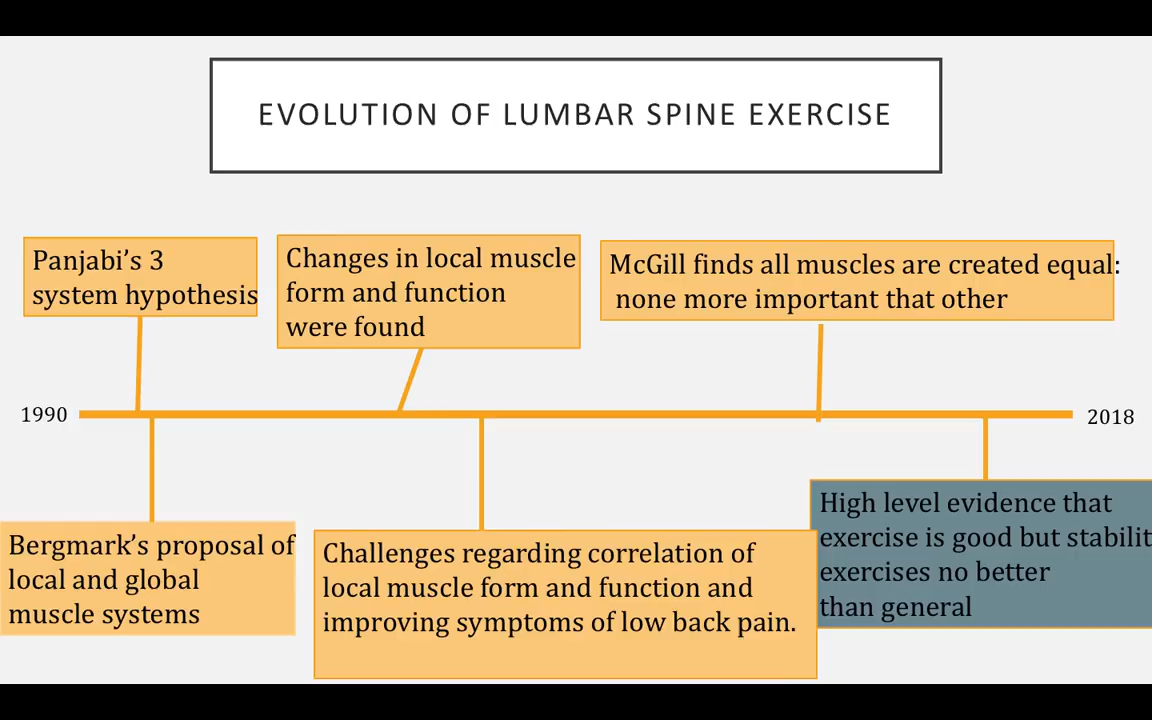 EVOLUTION OF LUMBAR SPINE EXERCISE
Panjabi's 3
system hypothesis
Changes in local muscle
form and function
were found
McGill finds all muscles are created equal:
none more important that other
1990
2018
Bergmark's proposal of
local and global
muscle systems
Challenges regarding correlation of
local muscle form and function and
improving symptoms of low back pain.
High level evidence that
exercise is good but stabilit
exercises no better
than general